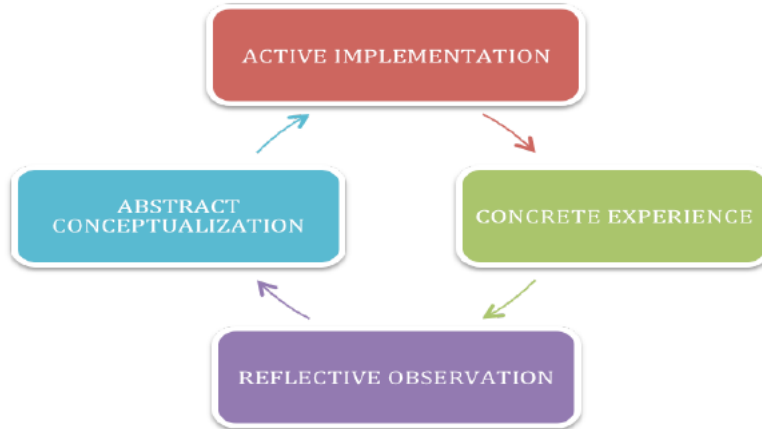 ACTIVE IMPLEMENTATION
ABSTRACT
CONCEPTUALIZATION
CONCRETE EXPERIENCE
REFLECTIVE OBSERVATION